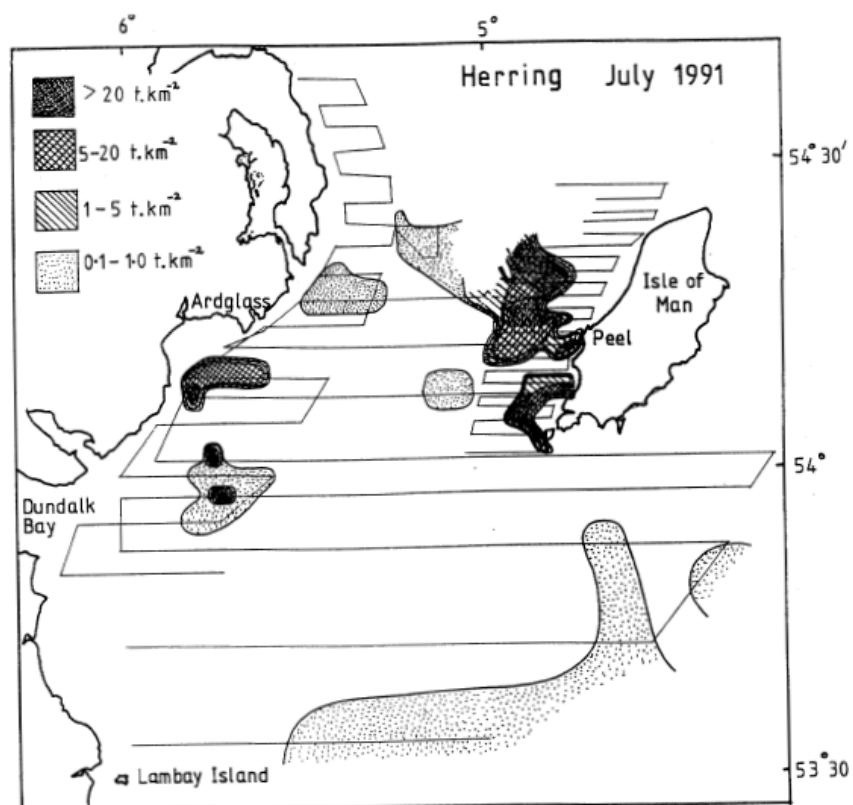 6°
5°
Herring July 1991
> 20 t.km⁻²
5-20 t.km⁻²
1-5 t.km⁻²
0·1-1·0 t.km⁻²
54° 30'
Ardglass
Isle of
Man
Peel
54°
Dundalk
Bay
Lambay Island
53° 30